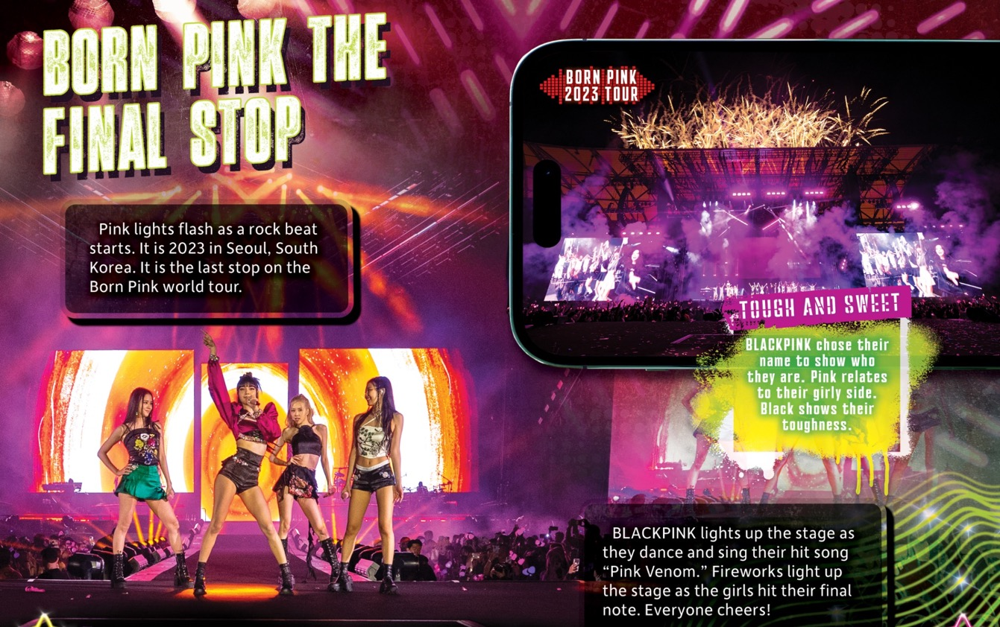 BORN PINK THE
FINAL STOP
Pink lights flash as a rock beat
starts. It is 2023 in Seoul, South
Korea. It is the last stop on the
Born Pink world tour.
BORN PINK
2023 TOUR
TOUGH AND SWEET
BLACKPINK chose their
name to show who
they are. Pink relates
to their girly side.
Black shows their
toughness.
BLACKPINK lights up the stage as
they dance and sing their hit song
“Pink Venom.” Fireworks light up
the stage as the girls hit their final
note. Everyone cheers!